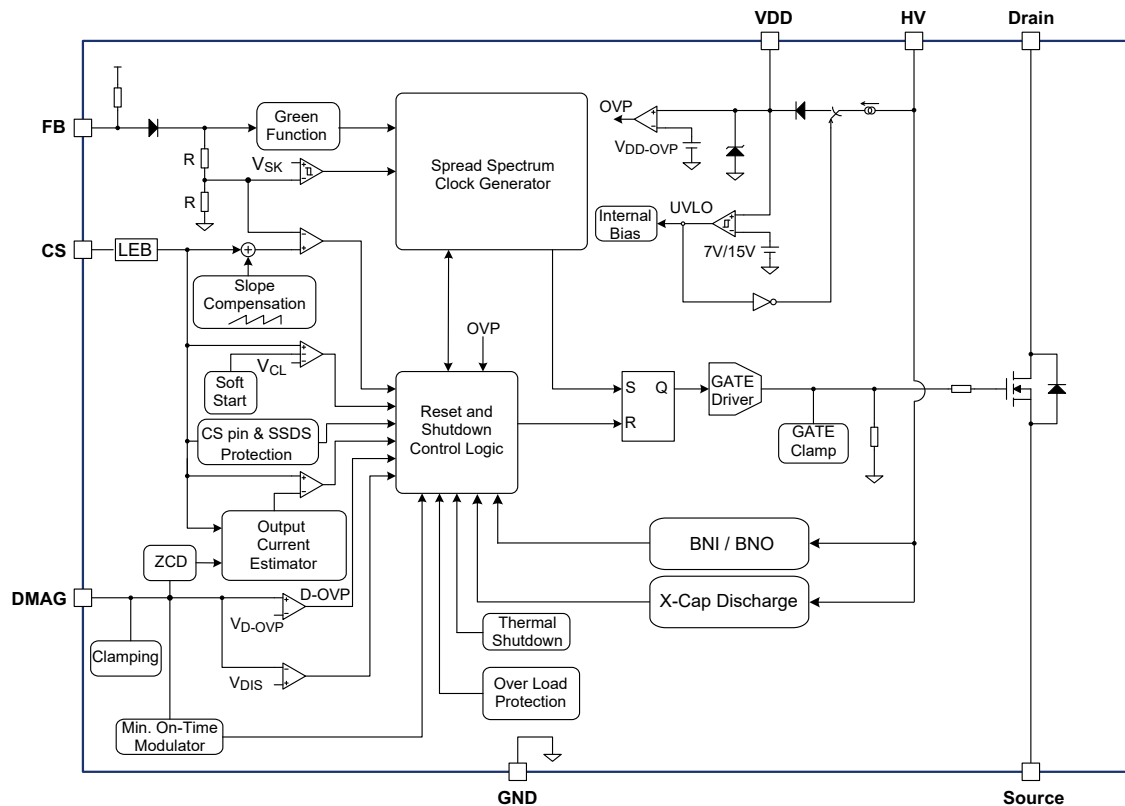 VDD
HV
Drain
FB
Green
Function
Spread Spectrum
Clock Generator
OVP
VDD-OVP
R
VSK
R
UVLO
Internal
Bias
7V/15V
CS
LEB
+
Slope
Compensation
OVP
VCL
Soft
Start
Reset and
Shutdown
Control Logic
S
Q
R
GATE
Driver
GATE
Clamp
CS pin & SSDS
Protection
Output
Current
Estimator
ZCD
BNI / BNO
X-Cap Discharge
DMAG
D-OVP
VD-OVP
Clamping
Thermal
Shutdown
VDIS
Over Load
Protection
Min. On-Time
Modulator
GND
Source